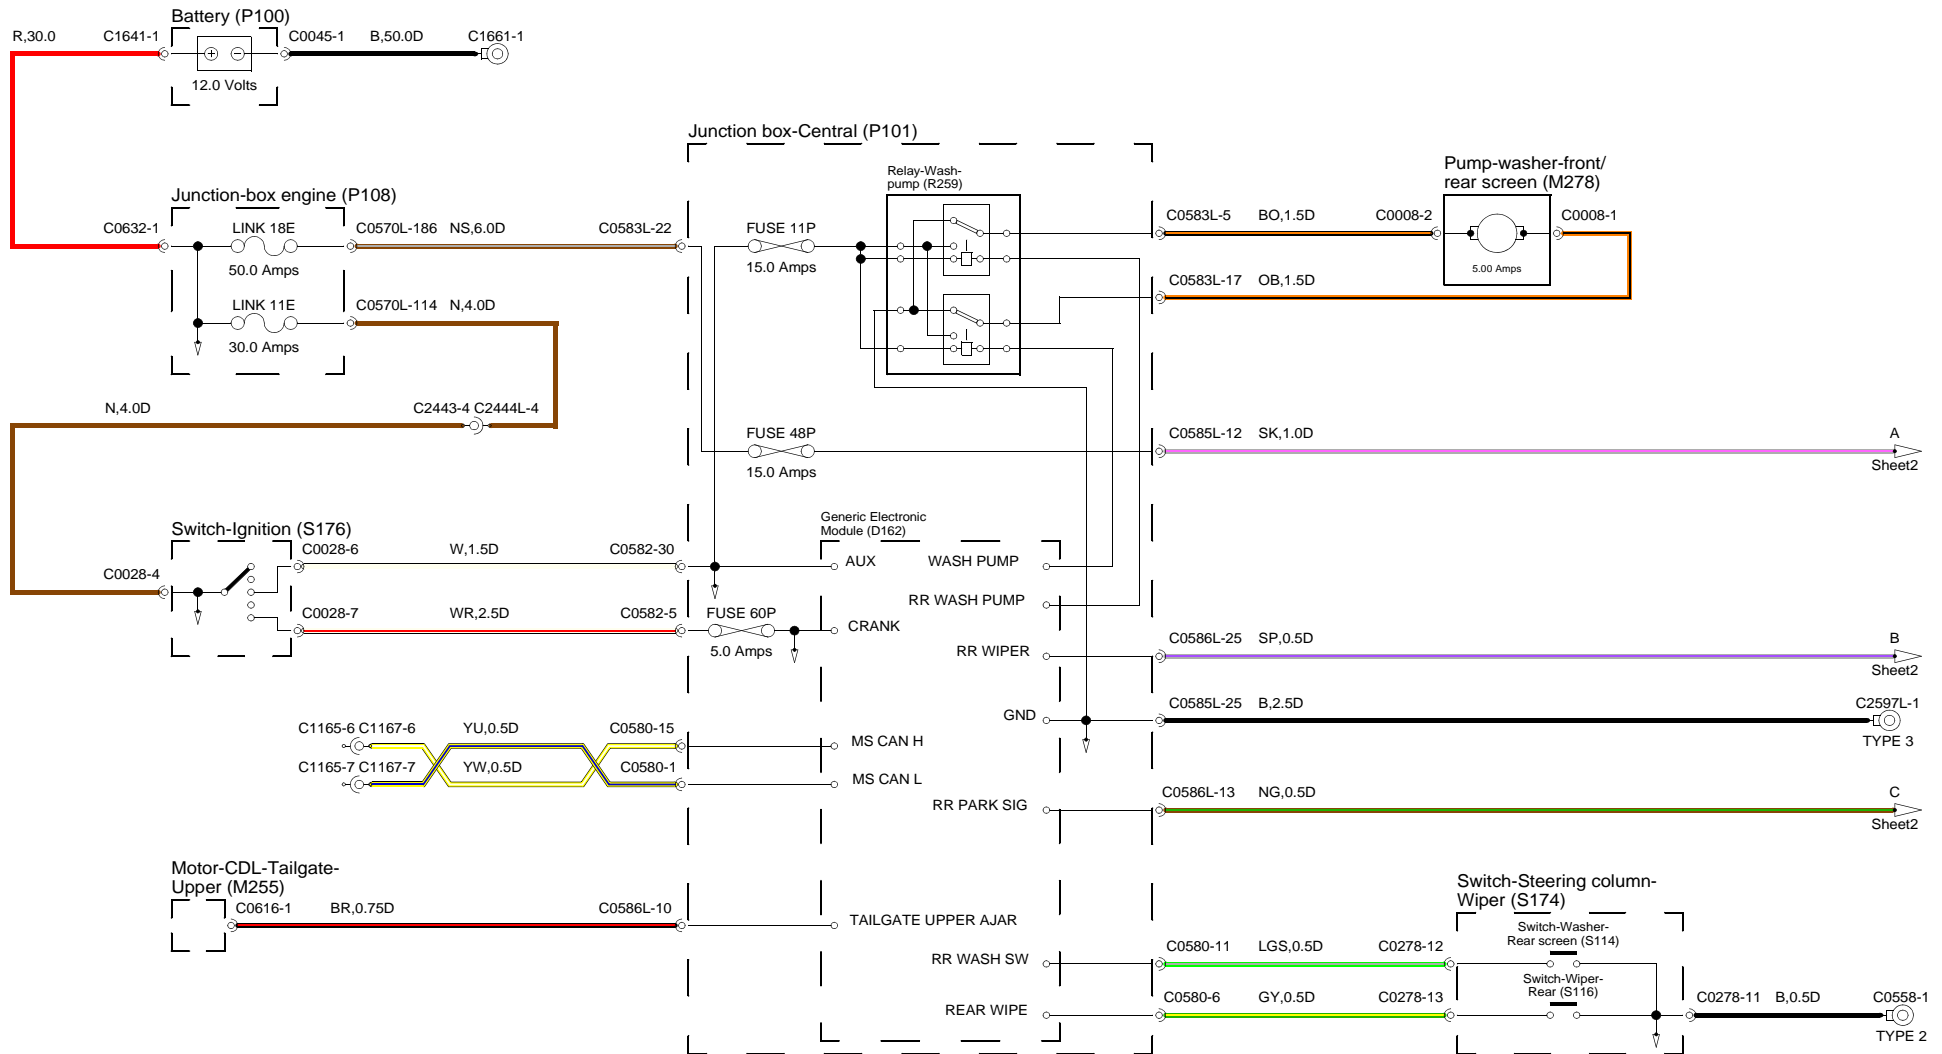 Battery (P100)
R,30.0
C1641-1
C0045-1
B,50.0D
C1661-1
12.0 Volts
Junction box-Central (P101)
Junction-box engine (P108)
C0632-1
LINK 18E
50.0 Amps
C0570L-186
NS,6.0D
C0583L-22
LINK 11E
30.0 Amps
C0570L-114
N,4.0D
N,4.0D
C2443-4
C2444L-4
FUSE 11P
15.0 Amps
Relay-Wash-
pump (R259)
C0583L-5
BO,1.5D
C0008-2
Pump-washer-front/
rear screen (M278)
5.00 Amps
C0008-1
C0583L-17
OB,1.5D
FUSE 48P
15.0 Amps
C0585L-12
SK,1.0D
A
Sheet2
Switch-Ignition (S176)
C0028-4
C0028-6
W,1.5D
C0582-30
C0028-7
WR,2.5D
C0582-5
FUSE 60P
5.0 Amps
Generic Electronic
Module (D162)
AUX
WASH PUMP
RR WASH PUMP
CRANK
RR WIPER
C0586L-25
SP,0.5D
B
Sheet2
GND
C0585L-25
B,2.5D
C2597L-1
TYPE 3
C1165-6
C1167-6
YU,0.5D
C0580-15
MS CAN H
C1165-7
C1167-7
YW,0.5D
C0580-1
MS CAN L
RR PARK SIG
C0586L-13
NG,0.5D
C
Sheet2
Motor-CDL-Tailgate-
Upper (M255)
C0616-1
BR,0.75D
C0586L-10
TAILGATE UPPER AJAR
Switch-Steering column-
Wiper (S174)
Switch-Washer-
Rear screen (S114)
RR WASH SW
C0580-11
LGS,0.5D
C0278-12
Switch-Wiper-
Rear (S116)
REAR WIPE
C0580-6
GY,0.5D
C0278-13
C0278-11
B,0.5D
C0558-1
TYPE 2